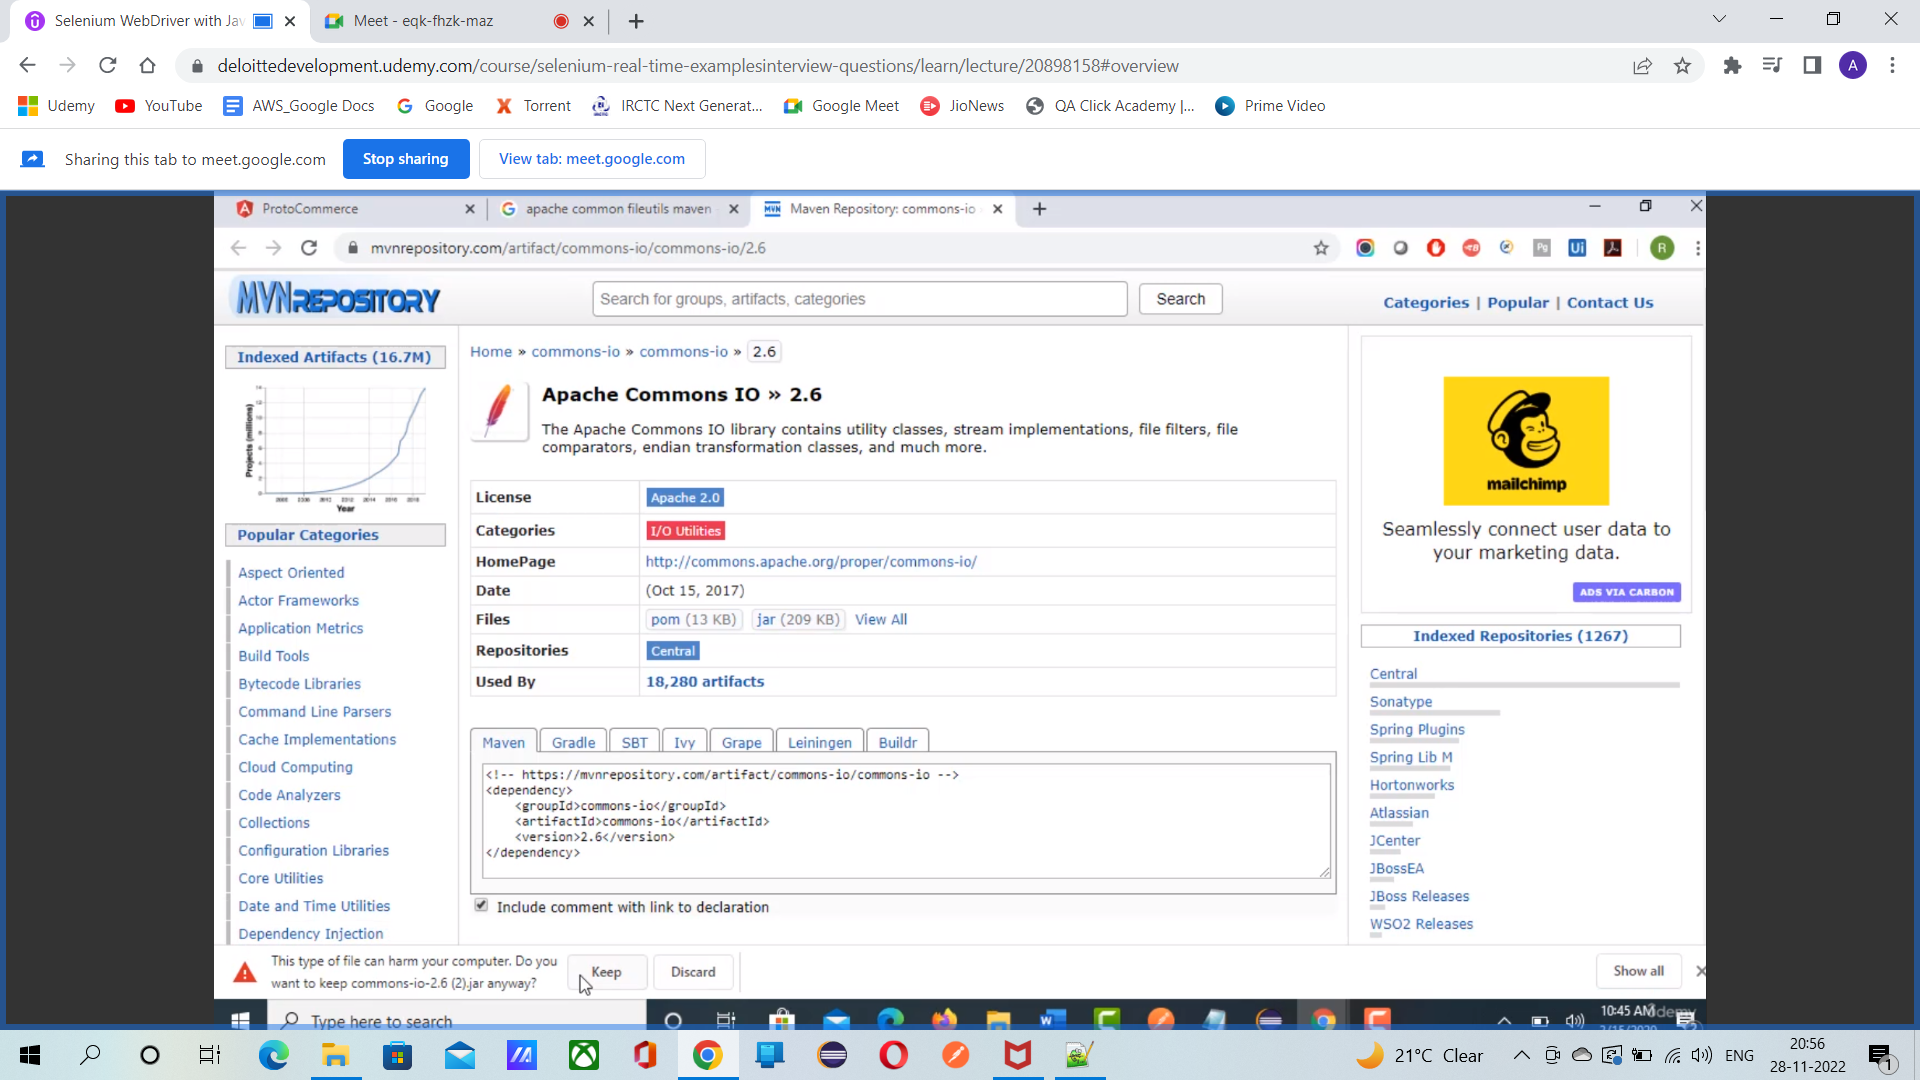 Selenium WebDriver with Jav
Meet - eqk-fhzk-maz
deloittedevelopment.udemy.com/course/selenium-real-time-examplesinterview-questions/learn/lecture/20898158#overview
A
Udemy
YouTube
AWS_Google Docs
Google
Torrent
IRCTC Next Generat...
Google Meet
JioNews
QA Click Academy |...
Prime Video
Sharing this tab to meet.google.com
Stop sharing
View tab: meet.google.com
ProtoCommerce
apache common fileutils maven
MVN
Maven Repository: commons-io
mvnrepository.com/artifact/commons-io/commons-io/2.6
Pg
Ui
R
MVNREPOSITORY
Search for groups, artifacts, categories
Search
Categories | Popular | Contact Us
Indexed Artifacts (16.7M)
Projects (millions)
Year
Popular Categories
Aspect Oriented
Actor Frameworks
Application Metrics
Build Tools
Bytecode Libraries
Command Line Parsers
Cache Implementations
Cloud Computing
Code Analyzers
Collections
Configuration Libraries
Core Utilities
Date and Time Utilities
Dependency Injection
Home » commons-io » commons-io » 2.6
Apache Commons IO » 2.6
The Apache Commons IO library contains utility classes, stream implementations, file filters, file
comparators, endian transformation classes, and much more.
License
Apache 2.0
Categories
I/O Utilities
HomePage
http://commons.apache.org/proper/commons-io/
Date
(Oct 15, 2017)
Files
pom (13 KB)
jar (209 KB)
View All
Repositories
Central
Used By
18,280 artifacts
Maven
Gradle
SBT
Ivy
Grape
Leiningen
Buildr
<!-- https://mvnrepository.com/artifact/commons-io/commons-io -->
<dependency>
<groupId>commons-io</groupId>
<artifactId>commons-io</artifactId>
<version>2.6</version>
</dependency>
Include comment with link to declaration
mailchimp
Seamlessly connect user data to
your marketing data.
ADS VIA CARBON
Indexed Repositories (1267)
Central
Sonatype
Spring Plugins
Spring Lib M
Hortonworks
Atlassian
JCenter
JBossEA
JBoss Releases
WSO2 Releases
This type of file can harm your computer. Do you
want to keep commons-io-2.6 (2).jar anyway?
Keep
Discard
Show all
Type here to search
10:45 AM
Udemy
21°C Clear
ENG
20:56
28-11-2022
1